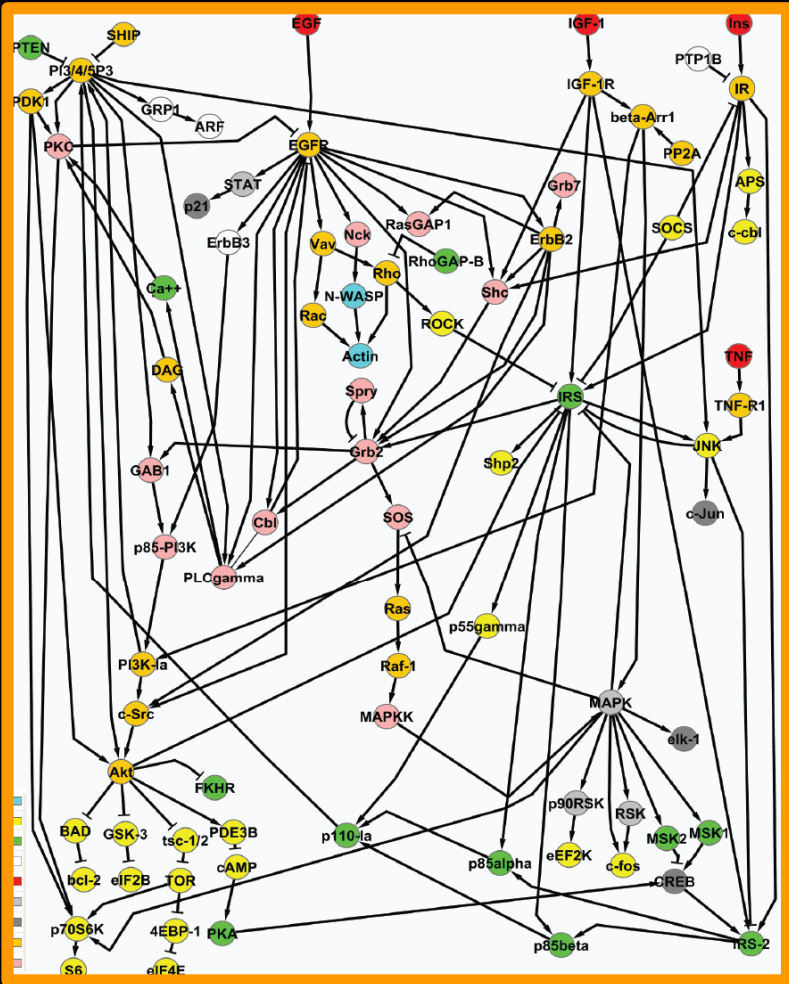 EGF
IGF-1
Ins
SHIP
PTEN
PI3/4/5P3
PTP1B
IR
IGF-1R
PDK1
GRP1
ARF
beta-Arr1
PKC
EGFR
PP2A
STAT
Grb7
APS
p21
RasGAP1
SOCS
c-cbl
ErbB3
Vav
Nck
ErbB2
RhoGAP-B
Rho
Ca++
N-WASP
Shc
Rac
ROCK
Actin
TNF
DAG
Spry
IRS
TNF-R1
Grb2
JNK
GAB1
Shp2
Cbl
SOS
c-Jun
p85-PI3K
PLCgamma
Ras
p55gamma
PI3K-Ia
Raf-1
c-Src
MAPKK
MAPK
elk-1
Akt
FKHR
p90RSK
RSK
BAD
GSK-3
tsc-1/2
PDE3B
p110-Ia
MSK2
MSK1
eEF2K
p85alpha
c-fos
bcl-2
eIF2B
TOR
cAMP
CREB
p70S6K
4EBP-1
PKA
p85beta
IRS-2
S6
eIF4E